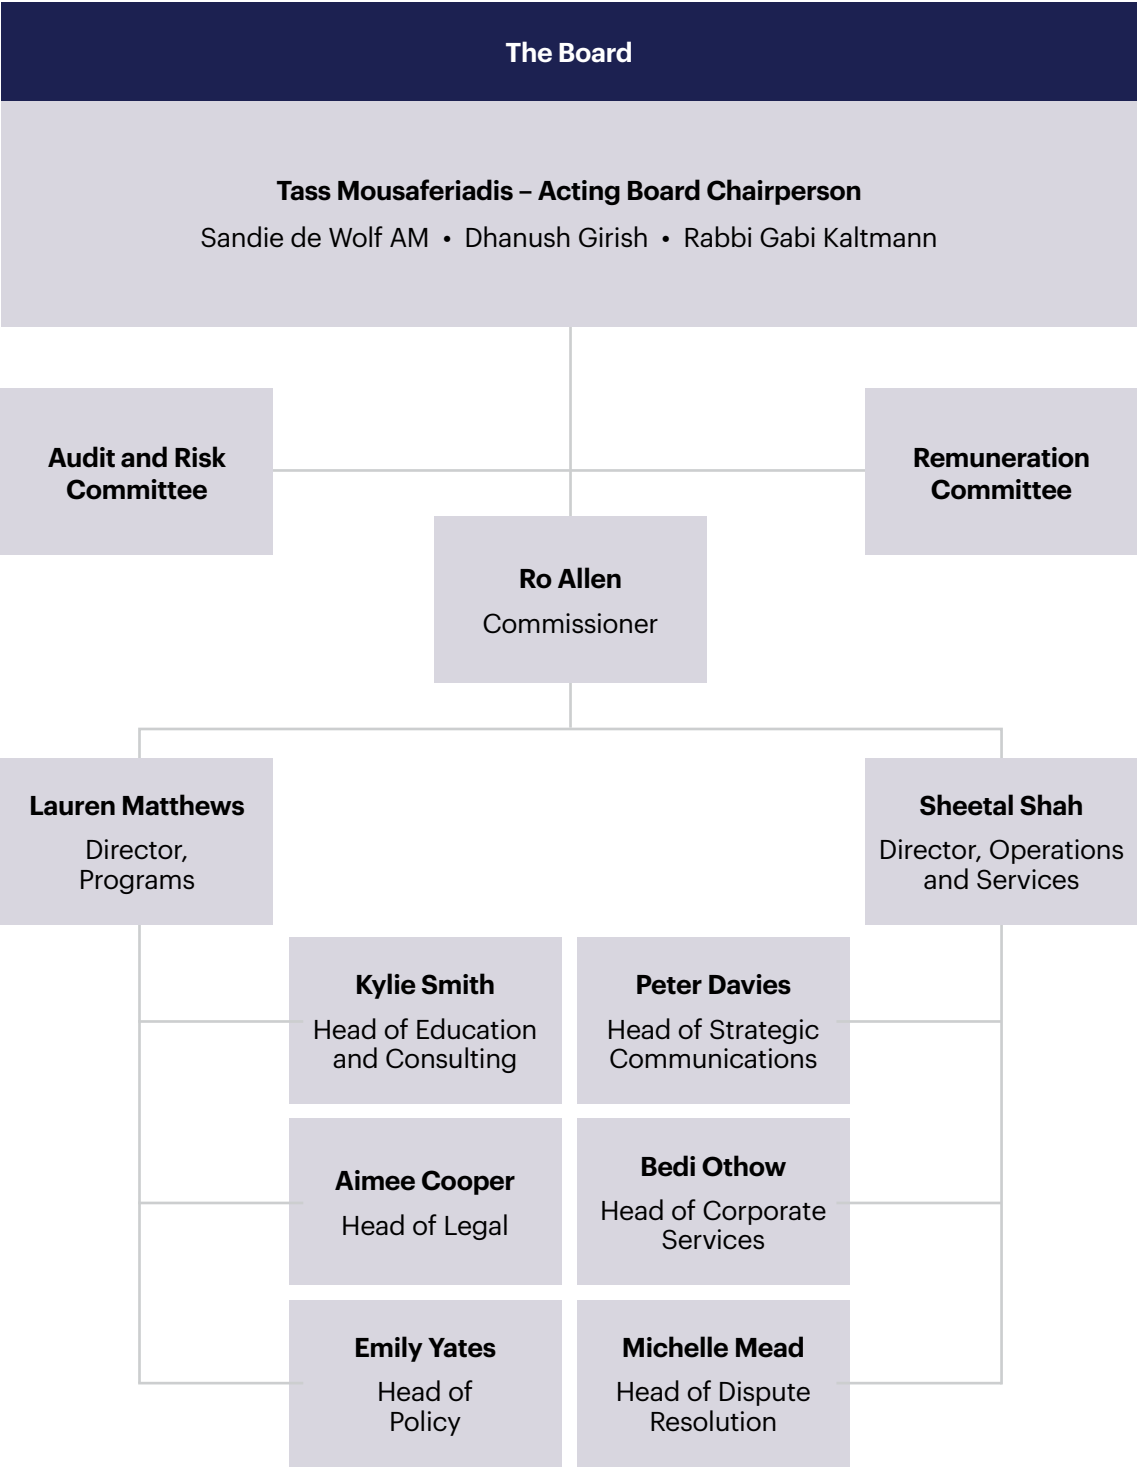 The Board
Tass Mousaferiadis – Acting Board Chairperson
Sandie de Wolf AM • Dhanush Girish • Rabbi Gabi Kaltmann
Audit and Risk
Committee
Remuneration
Committee
Ro Allen
Commissioner
Lauren Matthews
Director,
Programs
Sheetal Shah
Director, Operations
and Services
Kylie Smith
Head of Education
and Consulting
Peter Davies
Head of Strategic
Communications
Aimee Cooper
Head of Legal
Bedi Othow
Head of Corporate
Services
Emily Yates
Head of
Policy
Michelle Mead
Head of Dispute
Resolution